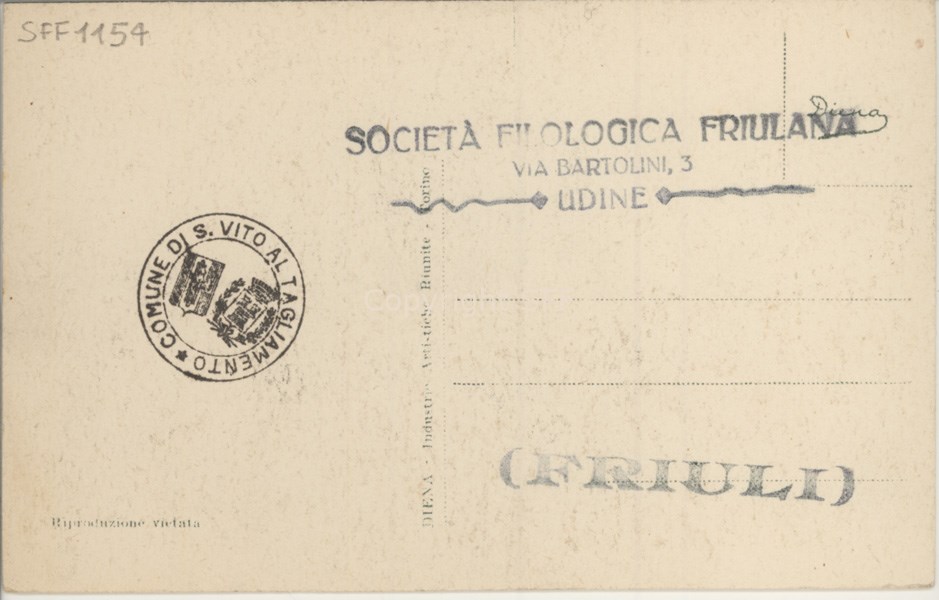 SFF1154
Diena
SOCIETÀ FILOLOGICA FRIULANA
VIA BARTOLINI, 3
UDINE
COMUNE DI S. VITO AL TAGLIAMENTO
DIENA - Industrie Artistiche Riunite - Torino
(FRIULI)
Riproduzione vietata